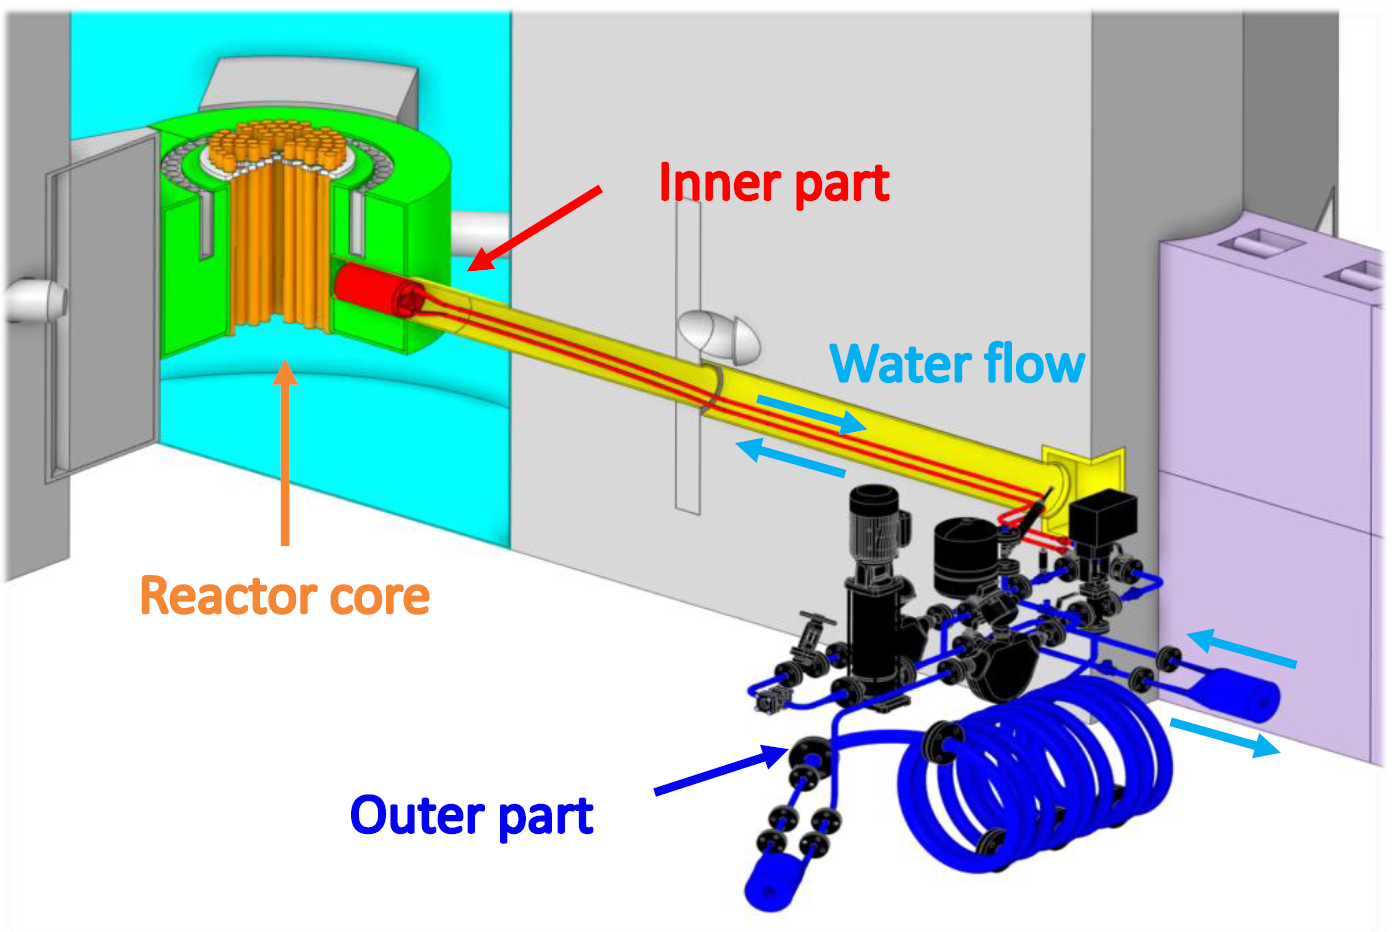 Inner part
Water flow
Reactor core
Outer part